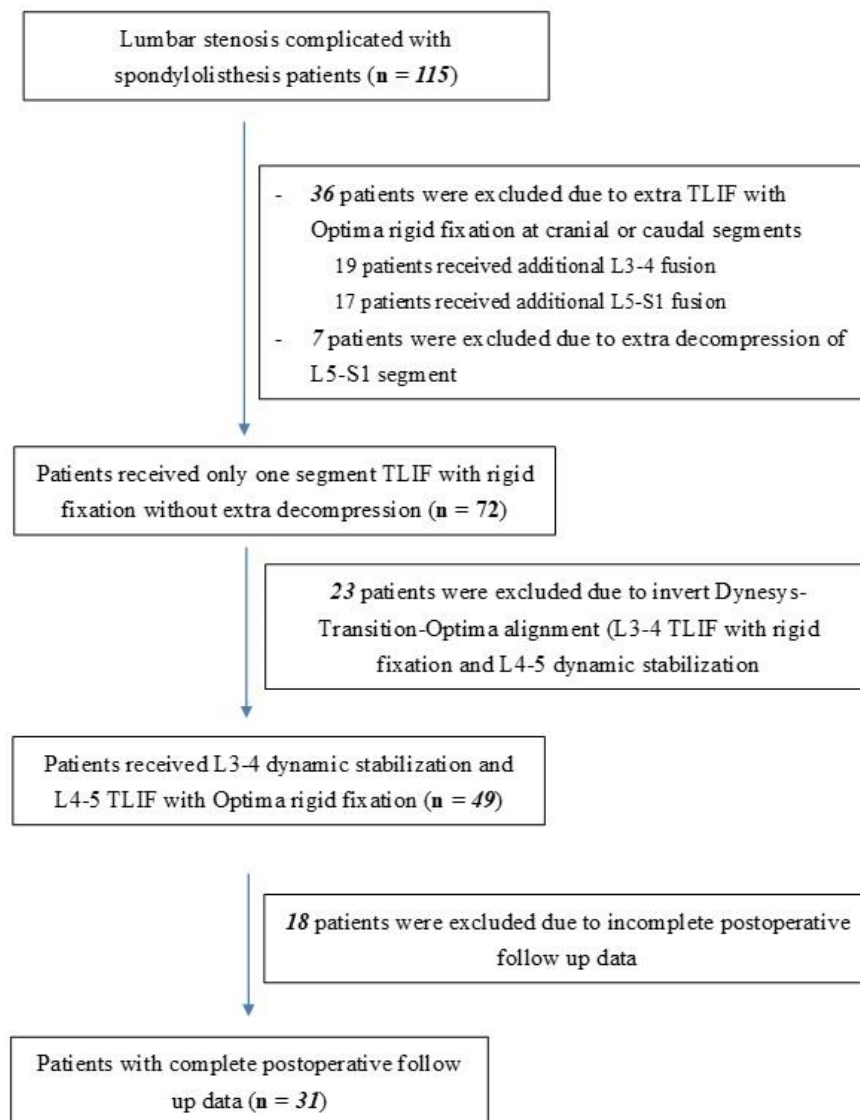 Lumbar stenosis complicated with
spondylolisthesis patients (n = 115)
- 36 patients were excluded due to extra TLIF with
Optima rigid fixation at cranial or caudal segments
19 patients received additional L3-4 fusion
17 patients received additional L5-S1 fusion
- 7 patients were excluded due to extra decompression of
L5-S1 segment
Patients received only one segment TLIF with rigid
fixation without extra decompression (n = 72)
23 patients were excluded due to invert Dynesys-
Transition-Optima alignment (L3-4 TLIF with rigid
fixation and L4-5 dynamic stabilization
Patients received L3-4 dynamic stabilization and
L4-5 TLIF with Optima rigid fixation (n = 49)
18 patients were excluded due to incomplete postoperative
follow up data
Patients with complete postoperative follow
up data (n = 31)